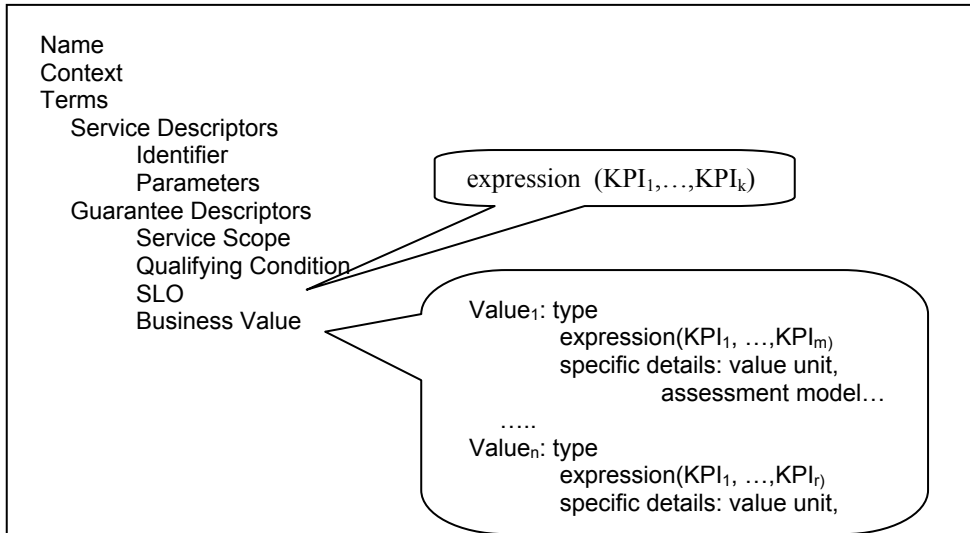 Name
Context
Terms
Service Descriptors
Identifier
Parameters
Guarantee Descriptors
Service Scope
Qualifying Condition
SLO
Business Value
expression (KPI₁,…,KPIₖ)
Value₁: type
expression(KPI₁, …,KPIₘ)
specific details: value unit,
assessment model…
…..
Valueₙ: type
expression(KPI₁, …,KPIᵣ)
specific details: value unit,